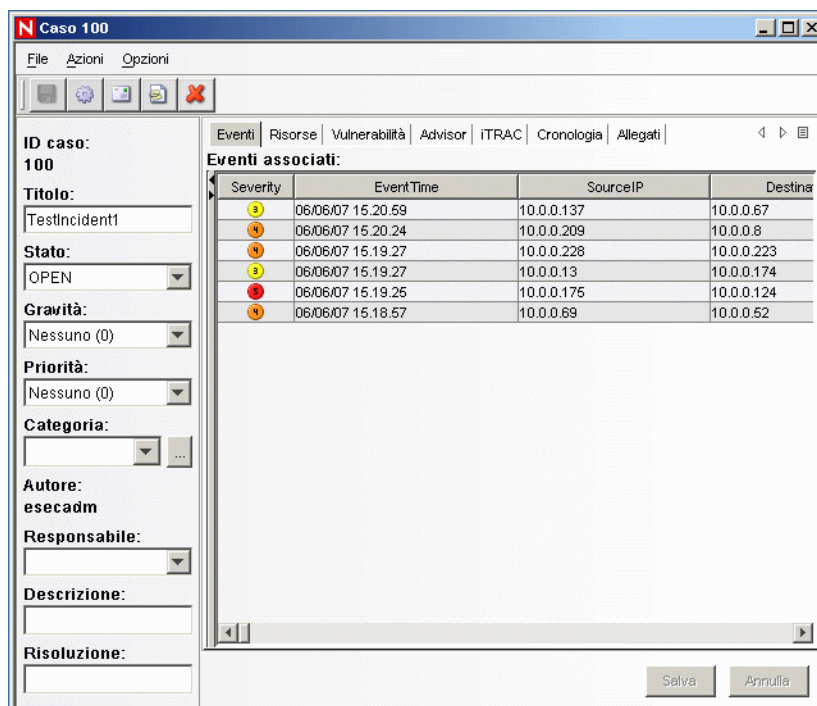 N Caso 100
File Azioni Opzioni
ID caso:
100
Titolo:
TestIncident1
Stato:
OPEN
Gravità:
Nessuno (0)
Priorità:
Nessuno (0)
Categoria:
...
Autore:
esecadm
Responsabile:
Descrizione:
Risoluzione:
Eventi Risorse Vulnerabilità Advisor iTRAC Cronologia Allegati
Eventi associati:
Severity EventTime SourceIP Destina
3 06/06/07 15.20.59 10.0.0.137 10.0.0.67
4 06/06/07 15.20.24 10.0.0.209 10.0.0.8
4 06/06/07 15.19.27 10.0.0.228 10.0.0.223
3 06/06/07 15.19.27 10.0.0.13 10.0.0.174
5 06/06/07 15.19.25 10.0.0.175 10.0.0.124
4 06/06/07 15.18.57 10.0.0.69 10.0.0.52
Salva Annulla